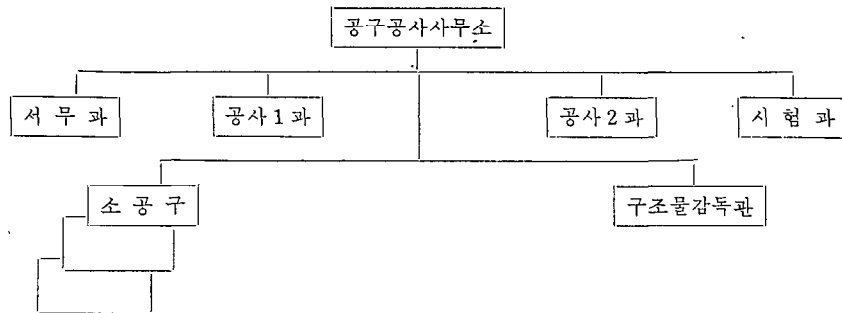 공구공사사무소
서 무 과
공사1과
공사2과
시 험 과
소 공 구
구조물감독관